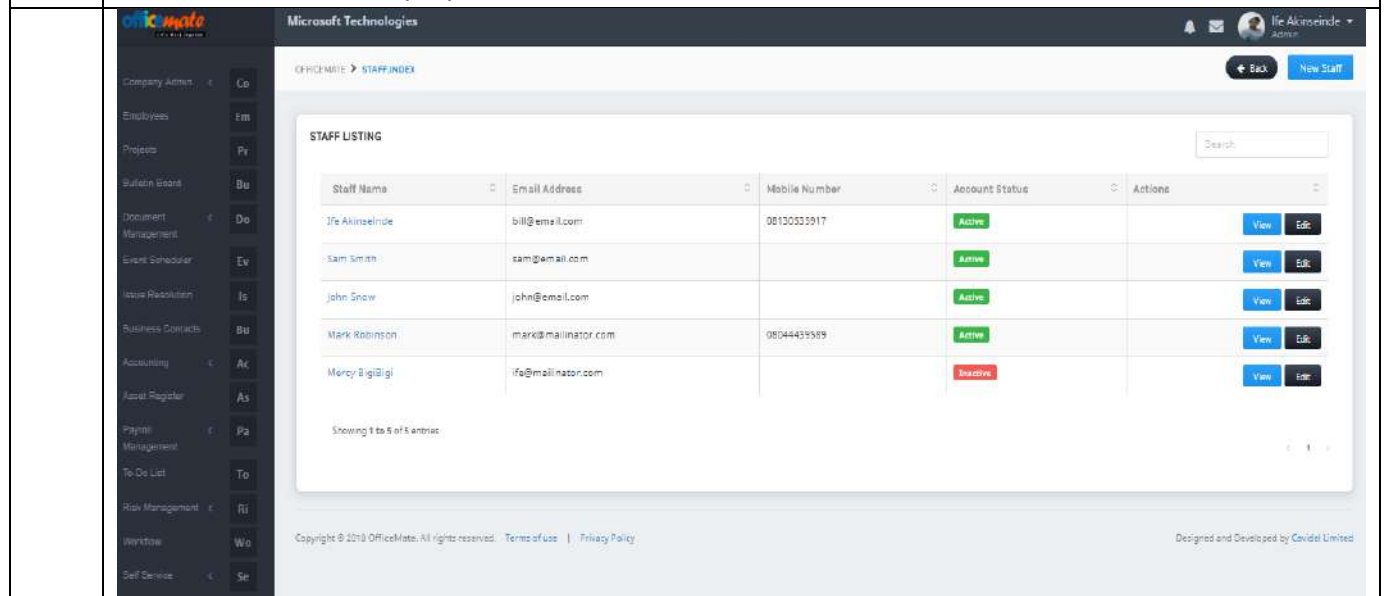 officemate
Microsoft Technologies
Ife Akinseinde
Admin
OFFICEMATE > STAFF.INDEX
Back
New Staff
Company Admin
Co
Employees
Em
Projects
Pr
Bulletin Board
Bu
Document
Management
Do
Event Scheduler
Ev
Issue Resolution
Is
Business Contacts
Bu
Accounting
Ac
Asset Register
As
Payroll
Management
Pa
To Do List
To
Risk Management
Ri
Workflow
Wo
Self Service
Se
STAFF LISTING
Search
Staff Name Email Address Mobile Number Account Status Actions
Ife Akinseinde bill@email.com 08130535917 Active View Edit
Sam Smith sam@email.com Active View Edit
John Snow john@email.com Active View Edit
Mark Robinson mark@mailinator.com 08044439589 Active View Edit
Mercy BigiBigi ife@mailinator.com Inactive View Edit
Showing 1 to 5 of 5 entries
1
Copyright © 2018 OfficeMate. All rights reserved. Terms of use | Privacy Policy
Designed and Developed by Covidel Limited